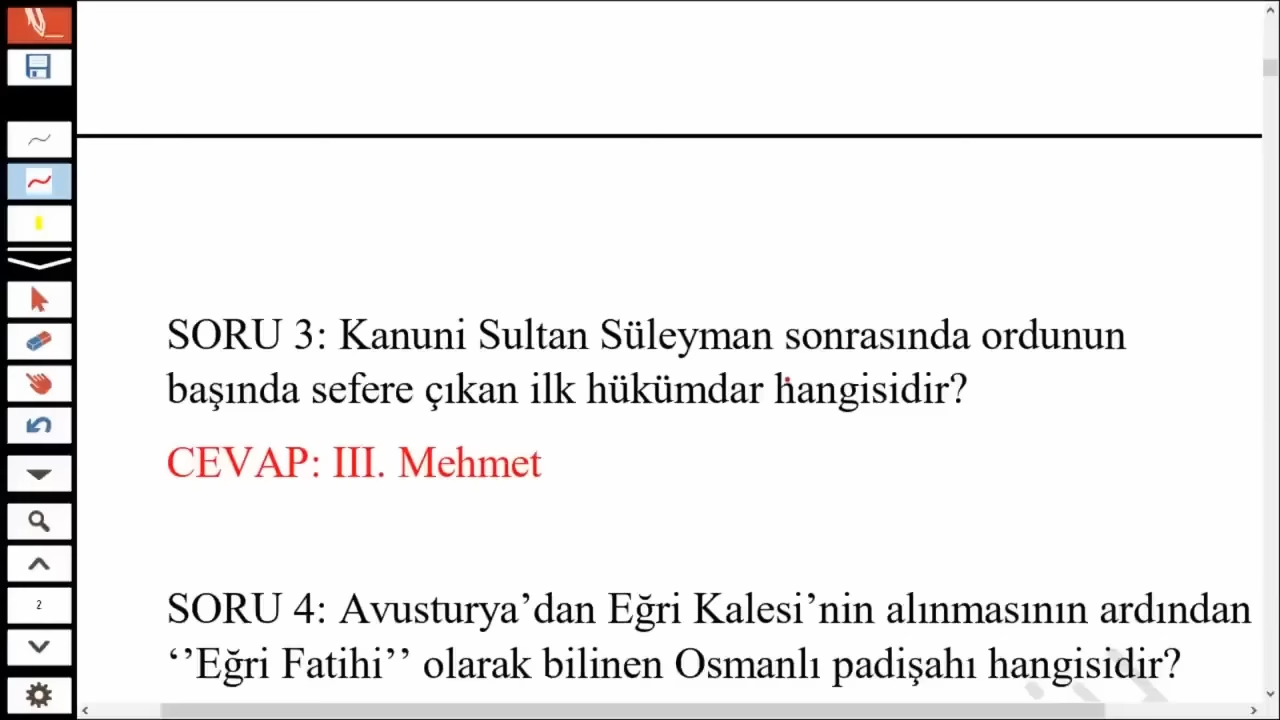 SORU 3: Kanuni Sultan Süleyman sonrasında ordunun
başında sefere çıkan ilk hükümdar hangisidir?
CEVAP: III. Mehmet
SORU 4: Avusturya’dan Eğri Kalesi’nin alınmasının ardından
‘’Eğri Fatihi’’ olarak bilinen Osmanlı padişahı hangisidir?
2